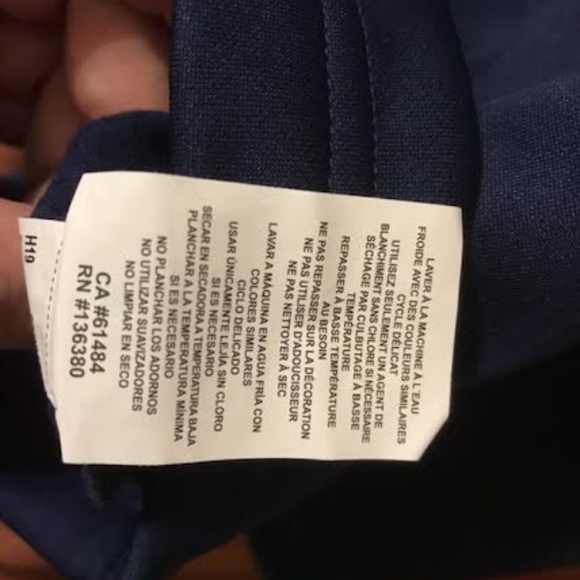 LAVER À LA MACHINE À L'EAU
FROIDE AVEC DES COULEURS SIMILAIRES
CYCLE DÉLICAT
UTILISEZ SEULEMENT UN AGENT DE
BLANCHIMENT SANS CHLORE SI NÉCESSAIRE
SÉCHAGE PAR CULBUTAGE À BASSE
TEMPÉRATURE
REPASSER À BASSE TEMPÉRATURE
AU BESOIN
NE PAS REPASSER SUR LA DÉCORATION
NE PAS UTILISER D'ADOUCISSEUR
NE PAS NETTOYER À SEC
LAVAR A MÁQUINA EN AGUA FRÍA CON
COLORES SIMILARES
CICLO DELICADO
USAR ÚNICAMENTE LEJÍA SIN CLORO
SI ES NECESARIO
SECAR EN SECADORA A TEMPERATURA BAJA
PLANCHAR A LA TEMPERATURA MÍNIMA
SI ES NECESARIO
NO PLANCHAR LOS ADORNOS
NO UTILIZAR SUAVIZADORES
NO LIMPIAR EN SECO
CA #61484
RN #136380
H19